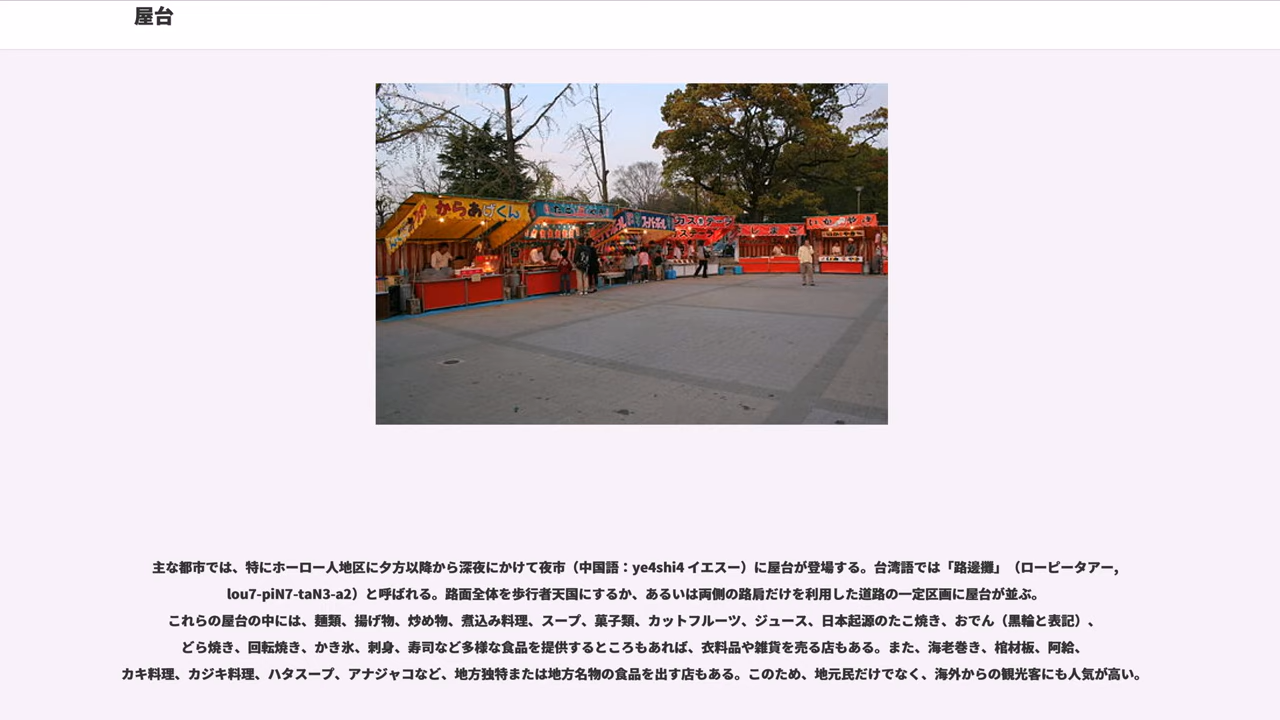 屋台
からあげくん
カステーラ
ステーラ
主な都市では、特にホーロー人地区に夕方以降から深夜にかけて夜市（中国語：ye4shi4 イエスー）に屋台が登場する。台湾語では「路邊攤」（ローピータアー,
lou7-piN7-taN3-a2）と呼ばれる。路面全体を歩行者天国にするか、あるいは両側の路肩だけを利用した道路の一定区画に屋台が並ぶ。
これらの屋台の中には、麺類、揚げ物、炒め物、煮込み料理、スープ、菓子類、カットフルーツ、ジュース、日本起源のたこ焼き、おでん（黒輪と表記）、
どら焼き、回転焼き、かき氷、刺身、寿司など多様な食品を提供するところもあれば、衣料品や雑貨を売る店もある。また、海老巻き、棺材板、阿給、
カキ料理、カジキ料理、ハタスープ、アナジャコなど、地方独特または地方名物の食品を出す店もある。このため、地元民だけでなく、海外からの観光客にも人気が高い。